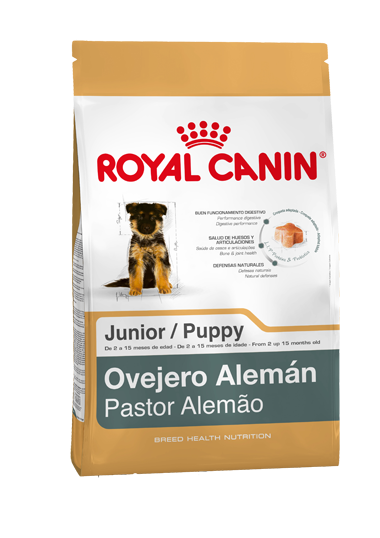 ROYAL CANIN
BUEN FUNCIONAMIENTO DIGESTIVO
Performance digestiva
Digestive performance
SALUD DE HUESOS Y
ARTICULACIONES
Saúde de ossos e articulações
Bone & joint health
DEFENSAS NATURALES
Defesas naturais
Natural defenses
Junior / Puppy
De 2 a 15 meses de edad - De 2 a 15 meses de idade - From 2 up 15 months old
Ovejero Alemán
Pastor Alemão
BREED HEALTH NUTRITION